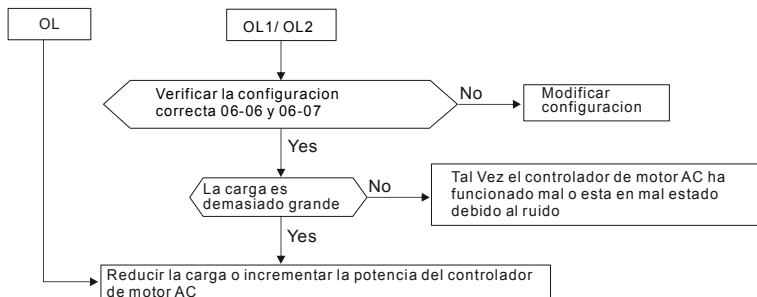 OL
OL1/ OL2
Verificar la configuracion
correcta 06-06 y 06-07
No
Modificar
configuracion
Yes
La carga es
demasiado grande
No
Tal Vez el controlador de motor AC ha
funcionado mal o esta en mal estado
debido al ruido
Yes
Reducir la carga o incrementar la potencia del controlador
de motor AC